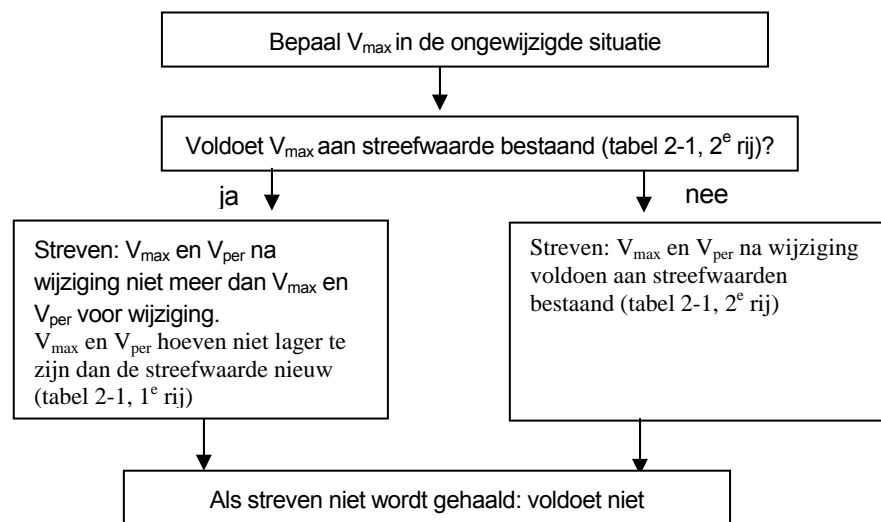 Bepaal Vmax in de ongewijzigde situatie
Voldoet Vmax aan streefwaarde bestaand (tabel 2-1, 2e rij)?
ja
nee
Streven: Vmax en Vper na
wijziging niet meer dan Vmax en
Vper voor wijziging.
Vmax en Vper hoeven niet lager te
zijn dan de streefwaarde nieuw
(tabel 2-1, 1e rij)
Streven: Vmax en Vper na wijziging
voldoen aan streefwaarden
bestaand (tabel 2-1, 2e rij)
Als streven niet wordt gehaald: voldoet niet